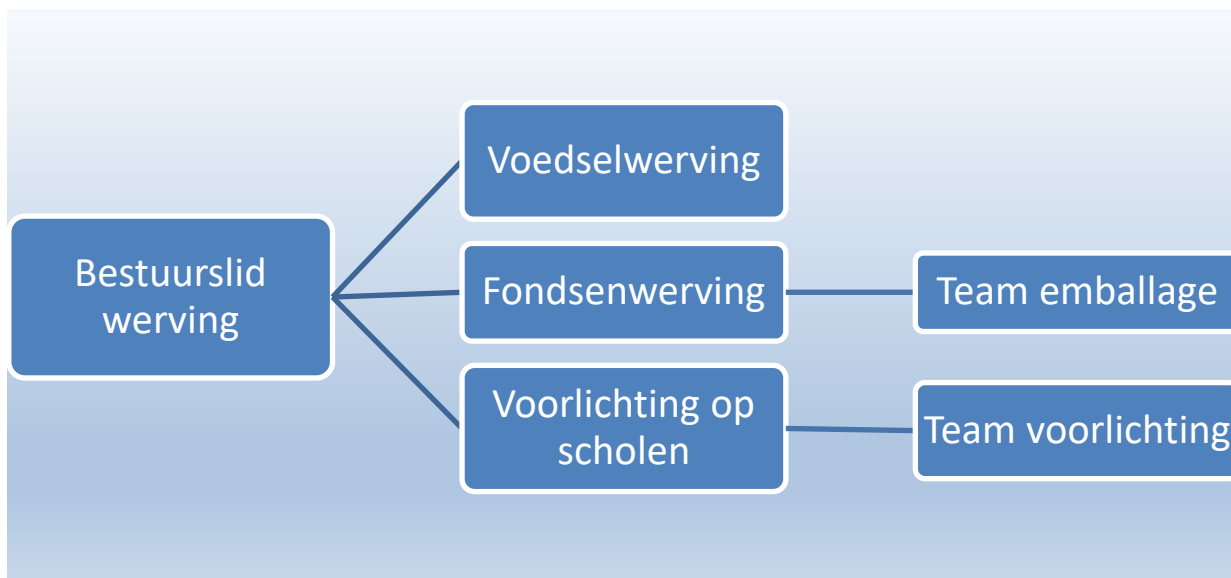 Voedselwerving
Bestuurslid
werving
Fondsenwerving
Team emballage
Voorlichting op
scholen
Team voorlichting